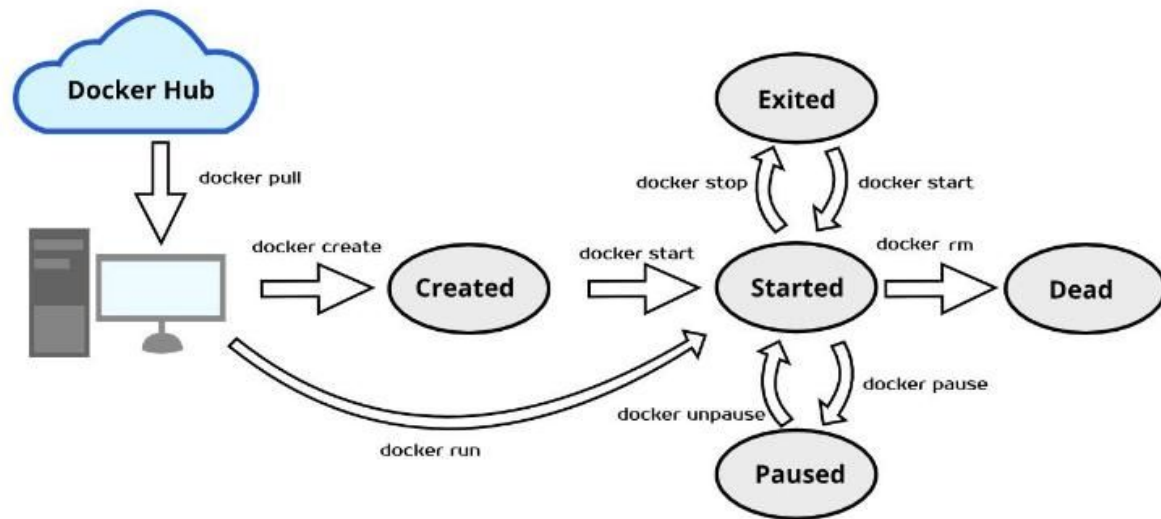 Docker Hub
docker pull
Exited
docker stop
docker start
docker create
Created
docker start
Started
docker rm
Dead
docker run
docker unpause
docker pause
Paused